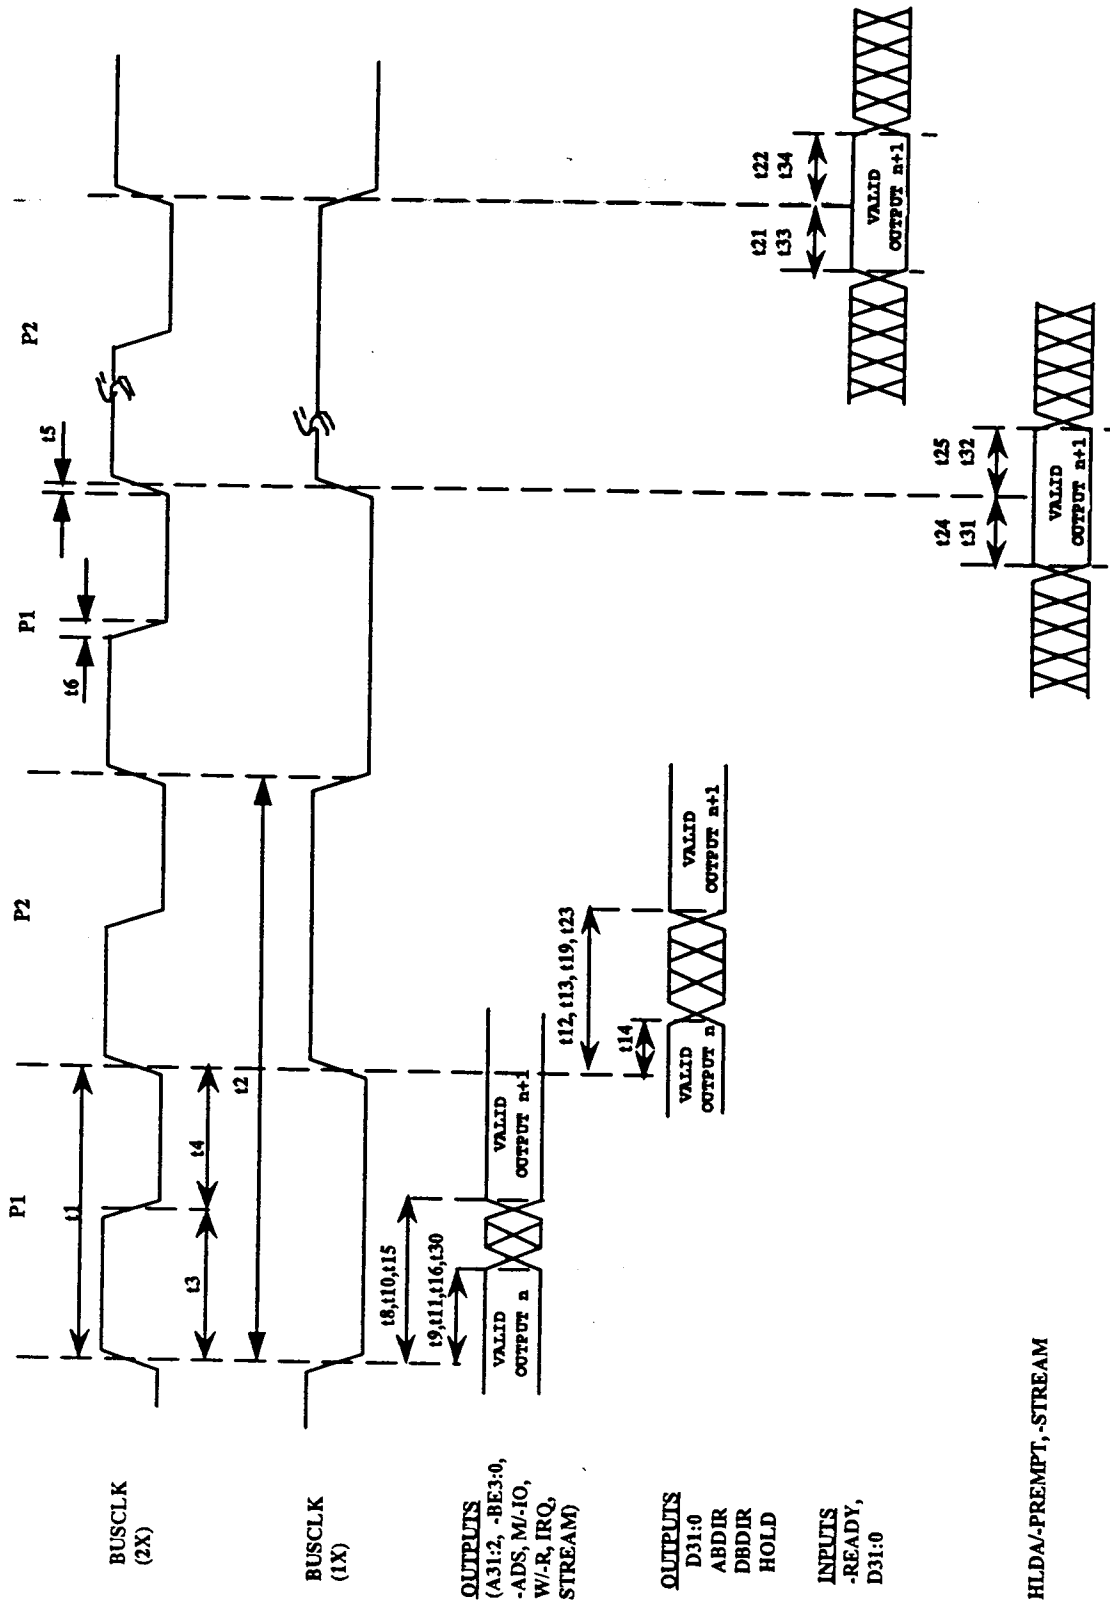 P1
P2
P1
P2
BUSCLK
(2X)
t1
t3
t4
t6
t5
t2
BUSCLK
(1X)
t8,t10,t15
t9,t11,t16,t30
OUTPUTS
(A31:2, -BE3:0,
-ADS, M/-IO,
W/-R, IRQ,
STREAM)
VALID
OUTPUT n
VALID
OUTPUT n+1
t12, t13, t19, t23
t14
OUTPUTS
D31:0
ABDIR
DBDIR
HOLD
VALID
OUTPUT n
VALID
OUTPUT n+1
t21
t33
t22
t34
INPUTS
-READY,
D31:0
VALID
OUTPUT n+1
t24
t31
t25
t32
HLDA/-PREMPT, -STREAM
VALID
OUTPUT n+1